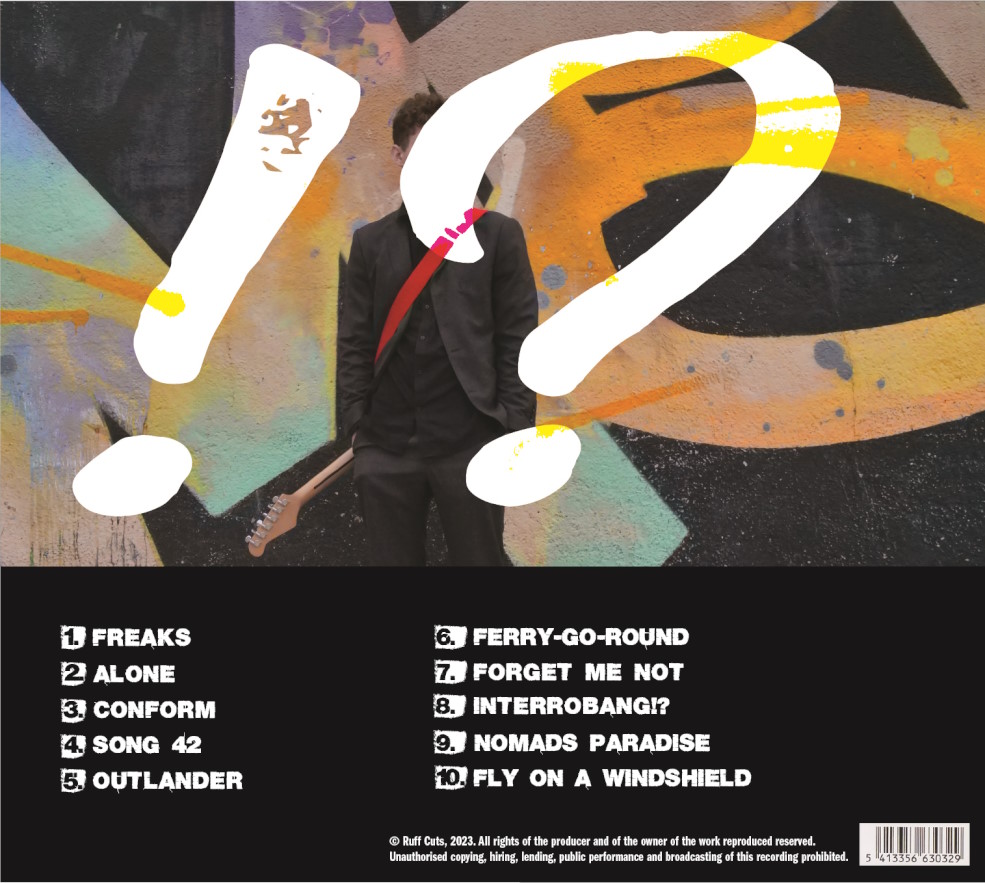 !?
1. FREAKS
2. ALONE
3. CONFORM
4. SONG 42
5. OUTLANDER
6. FERRY-GO-ROUND
7. FORGET ME NOT
8. INTERROBANG!?
9. NOMADS PARADISE
10. FLY ON A WINDSHIELD
© Ruff Cuts, 2023. All rights of the producer and of the owner of the work reproduced reserved.
Unauthorised copying, hiring, lending, public performance and broadcasting of this recording prohibited.
5 413356 630329